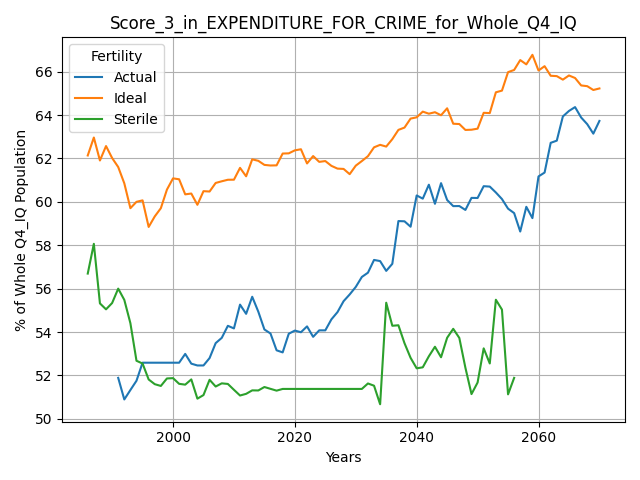 Score_3_in_EXPENDITURE_FOR_CRIME_for_Whole_Q4_IQ
Fertility
Actual
Ideal
Sterile
66
64
62
60
58
56
54
52
50
% of Whole Q4_IQ Population
2000
2020
2040
2060
Years